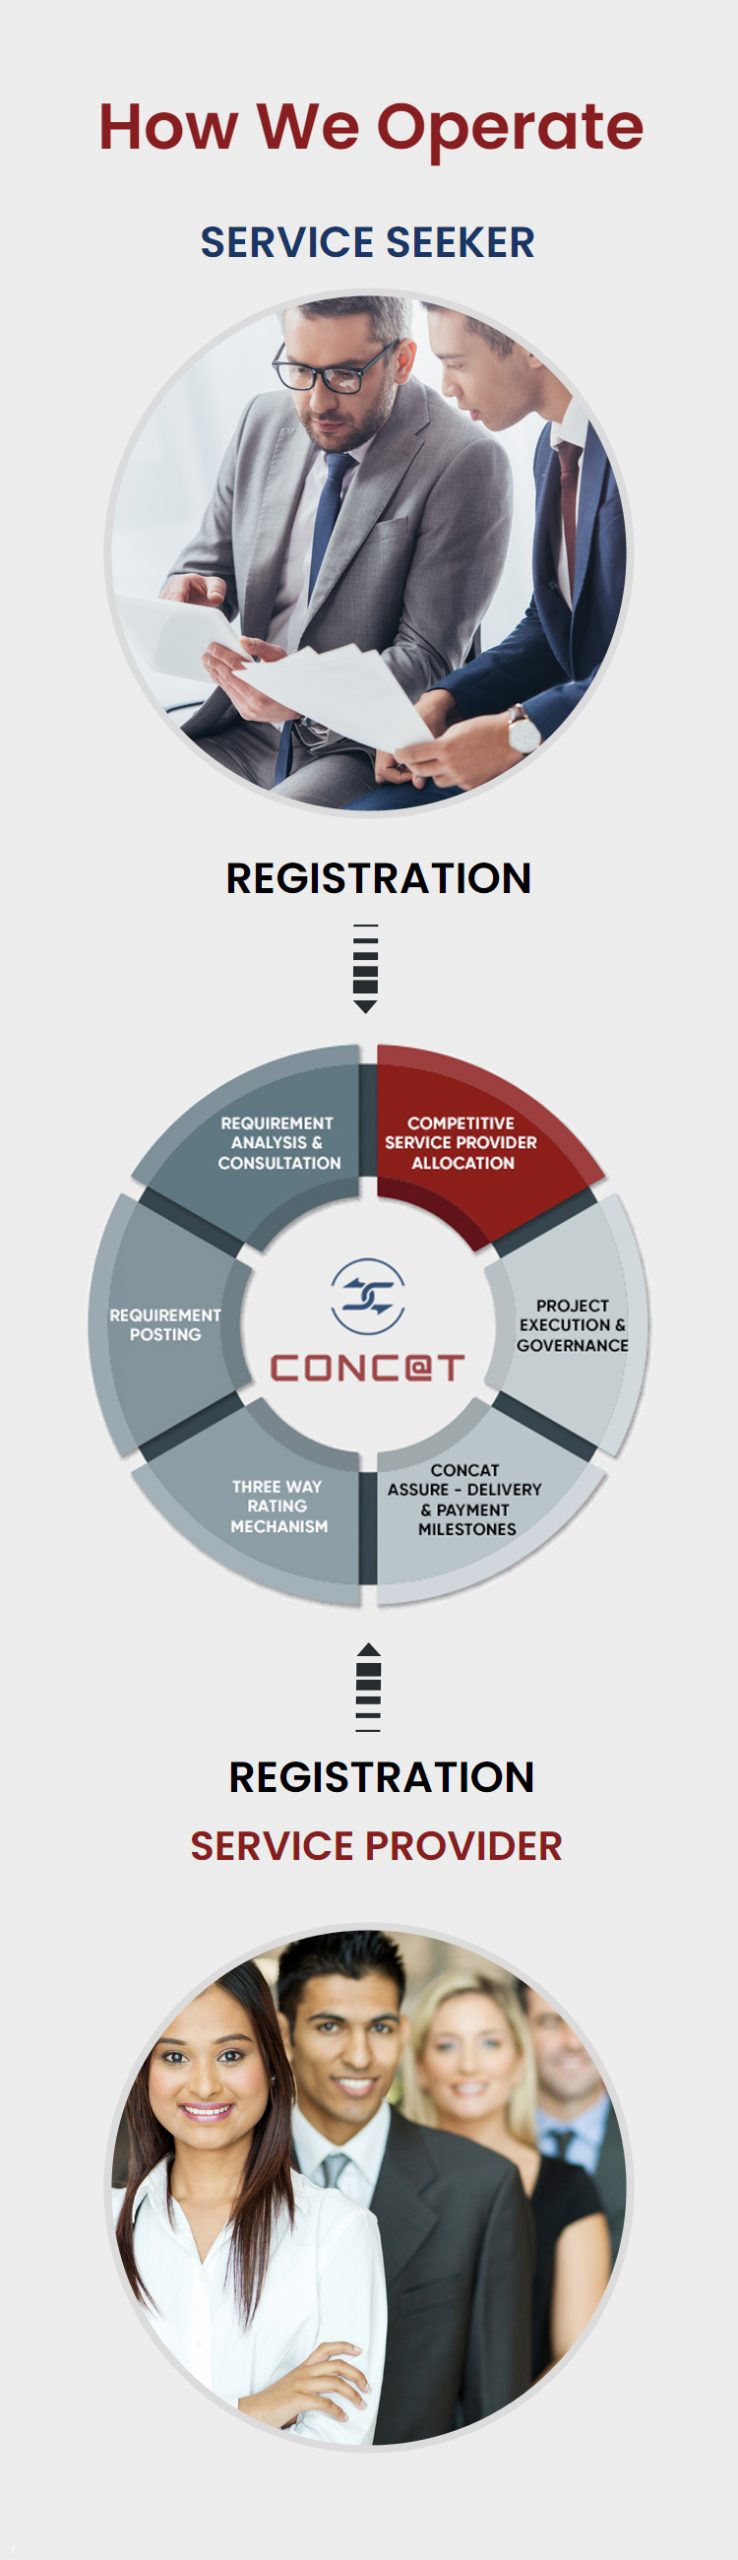 How We Operate
SERVICE SEEKER
REGISTRATION
REQUIREMENT
ANALYSIS &
CONSULTATION
COMPETITIVE
SERVICE PROVIDER
ALLOCATION
REQUIREMENT
POSTING
PROJECT
EXECUTION &
GOVERNANCE
CONC@T
THREE WAY
RATING
MECHANISM
CONCAT
ASSURE - DELIVERY
& PAYMENT
MILESTONES
REGISTRATION
SERVICE PROVIDER